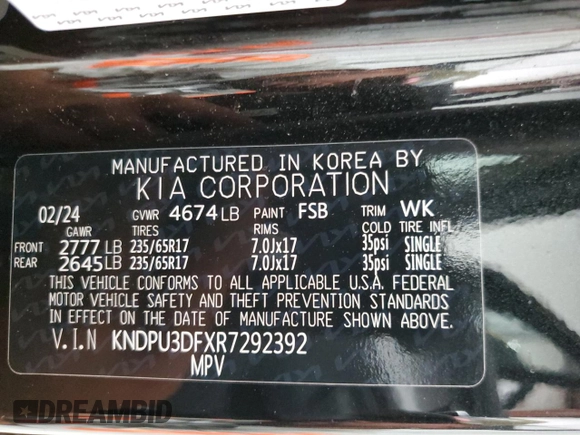 MANUFACTURED IN KOREA BY
KIA CORPORATION
02/24 GVWR 4674 LB PAINT FSB TRIM WK
GAWR TIRES RIMS COLD TIRE INFL
FRONT 2777 LB 235/65R17 7.0Jx17 35psi SINGLE
REAR 2645 LB 235/65R17 7.0Jx17 35psi SINGLE
THIS VEHICLE CONFORMS TO ALL APPLICABLE U.S.A. FEDERAL
MOTOR VEHICLE SAFETY AND THEFT PREVENTION STANDARDS
IN EFFECT ON THE DATE OF MANUFACTURE SHOWN ABOVE.
V.I.N KNDPU3DFXR7292392
MPV
DREAMBID